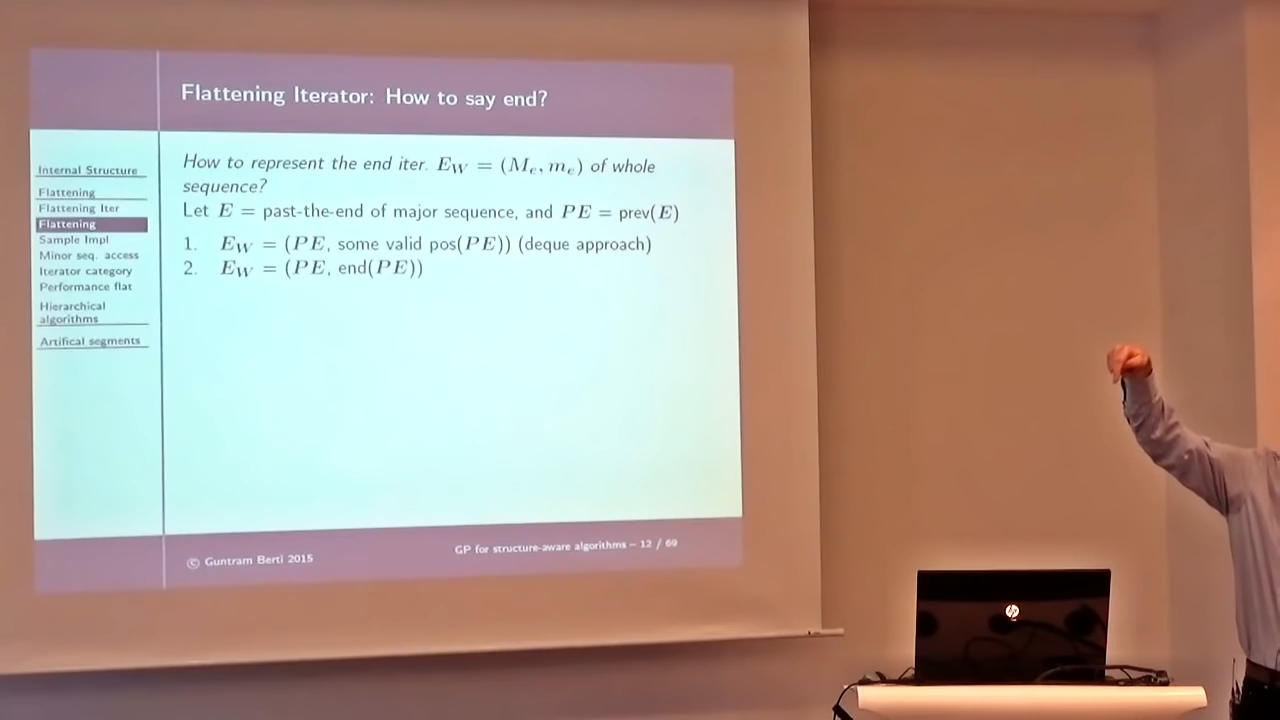 Flattening Iterator: How to say end?
Internal Structure
Flattening
Flattening Iter
Flattening
Sample Impl
Minor seq. access
Iterator category
Performance flat
Hierarchical
algorithms
Artifical segments
How to represent the end iter. E_W = (M_e, m_e) of whole
sequence?
Let E = past-the-end of major sequence, and PE = prev(E)
1. E_W = (PE, some valid pos(PE)) (deque approach)
2. E_W = (PE, end(PE))
© Guntram Berti 2015
GP for structure-aware algorithms – 12 / 69
hp